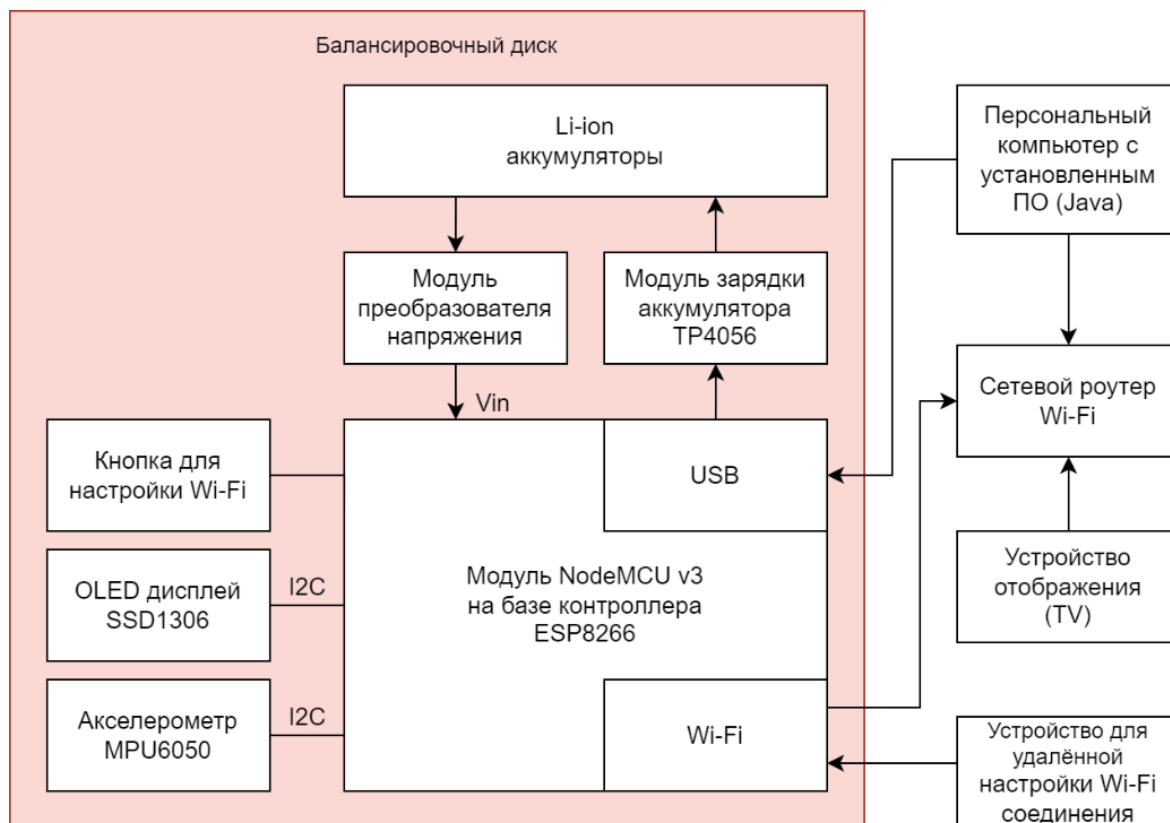 Балансировочный диск
Li-ion
аккумуляторы
Персональный
компьютер с
установленным
ПО (Java)
Модуль
преобразователя
напряжения
Модуль зарядки
аккумулятора
TP4056
Vin
Сетевой роутер
Wi-Fi
Кнопка для
настройки Wi-Fi
USB
OLED дисплей
SSD1306
I2C
Модуль NodeMCU v3
на базе контроллера
ESP8266
Устройство
отображения
(TV)
Акселерометр
MPU6050
I2C
Wi-Fi
Устройство для
удалённой
настройки Wi-Fi
соединения